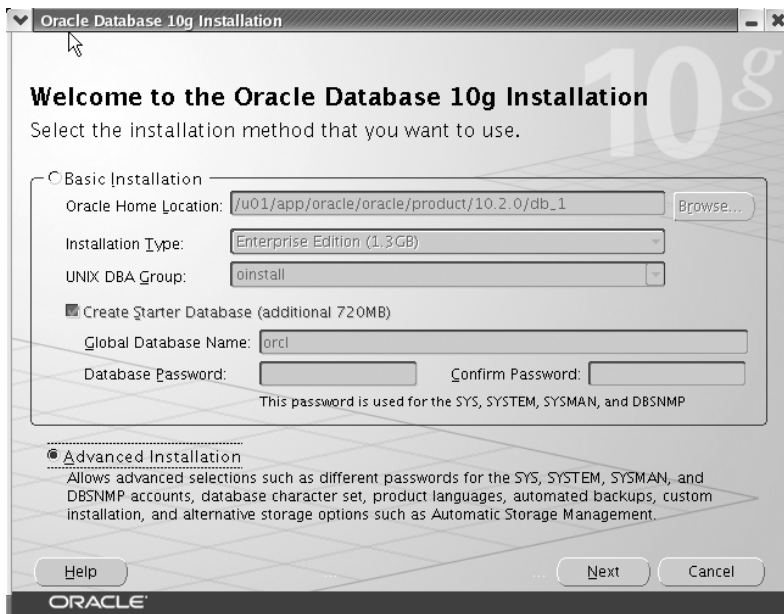 Oracle Database 10g Installation
10g
Welcome to the Oracle Database 10g Installation
Select the installation method that you want to use.
Basic Installation
Oracle Home Location: /u01/app/oracle/oracle/product/10.2.0/db_1 Browse...
Installation Type: Enterprise Edition (1.3GB)
UNIX DBA Group: oinstall
Create Starter Database (additional 720MB)
Global Database Name: orcl
Database Password: Confirm Password:
This password is used for the SYS, SYSTEM, SYSMAN, and DBSNMP
Advanced Installation
Allows advanced selections such as different passwords for the SYS, SYSTEM, SYSMAN, and
DBSNMP accounts, database character set, product languages, automated backups, custom
installation, and alternative storage options such as Automatic Storage Management.
Help Next Cancel
ORACLE